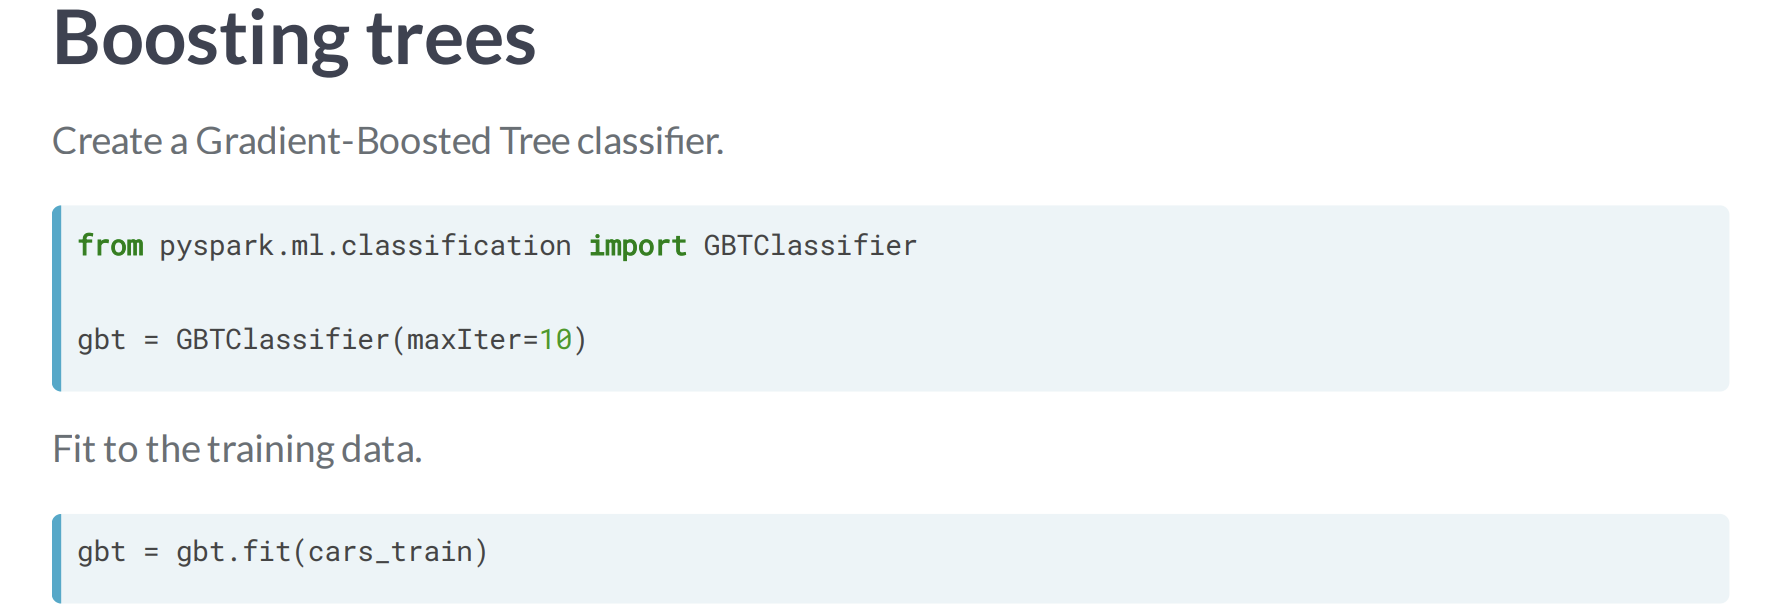 Boosting trees
Create a Gradient-Boosted Tree classifier.
from pyspark.ml.classification import GBTClassifier
gbt = GBTClassifier(maxIter=10)
Fit to the training data.
gbt = gbt.fit(cars_train)